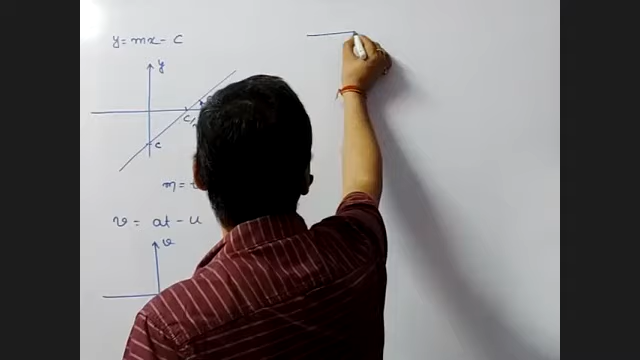 y = mx - c
y
c/
c
m =
v = at - u
v